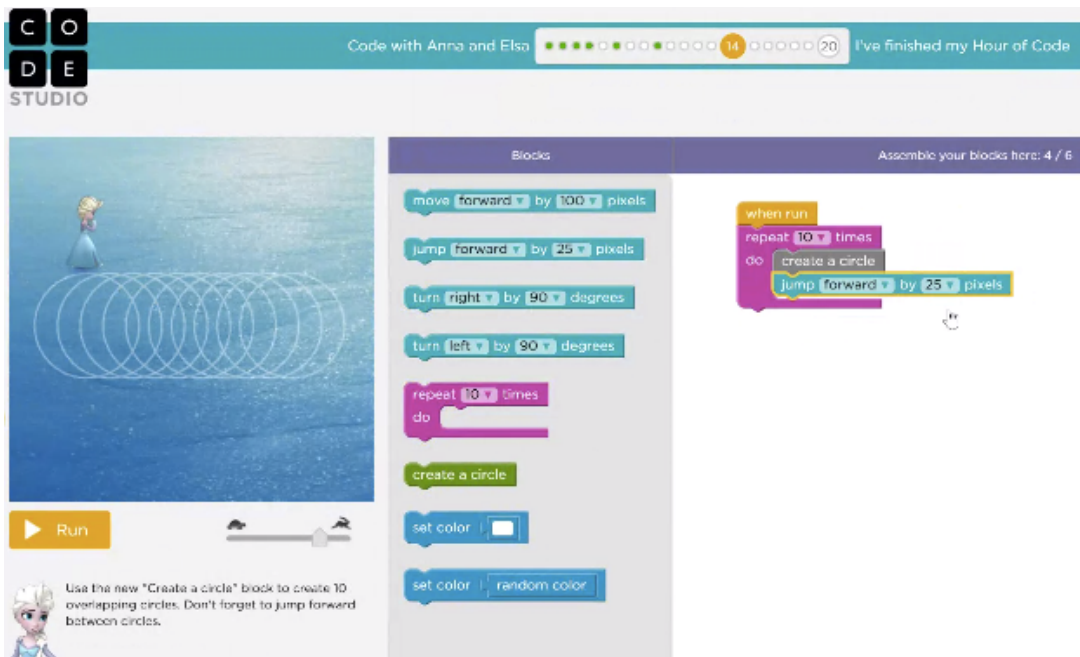 C O
D E
STUDIO
Code with Anna and Elsa
14
20
I've finished my Hour of Code
Blocks
Assemble your blocks here: 4 / 6
move forward by 100 pixels
jump forward by 25 pixels
turn right by 90 degrees
turn left by 90 degrees
repeat 10 times
do
create a circle
set color
set color random color
when run
repeat 10 times
do create a circle
jump forward by 25 pixels
Run
Use the new "Create a circle" block to create 10
overlapping circles. Don't forget to jump forward
between circles.